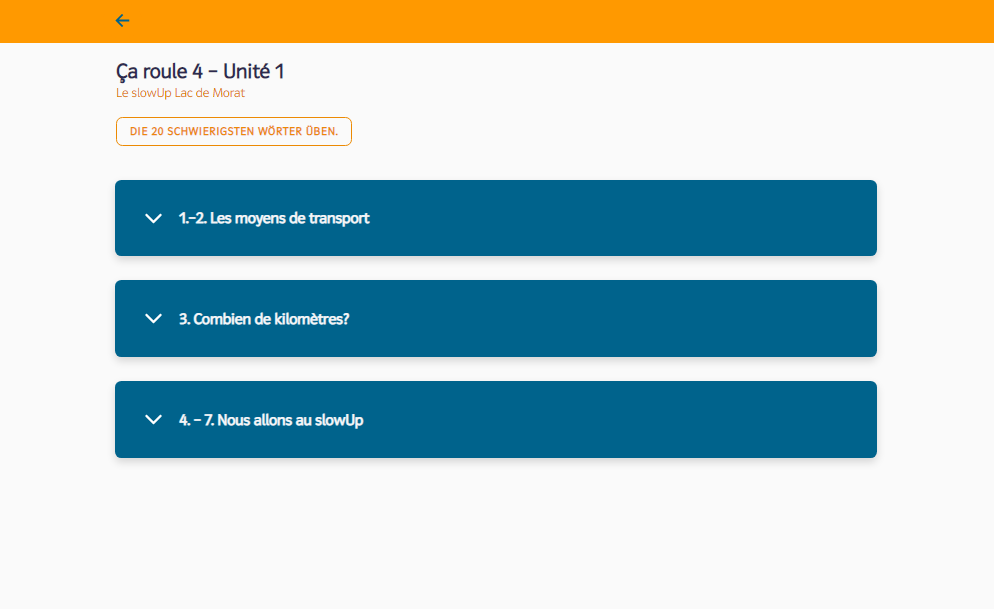 Ça roule 4 – Unité 1
Le slowUp Lac de Morat
DIE 20 SCHWIERIGSTEN WÖRTER ÜBEN.
1.–2. Les moyens de transport
3. Combien de kilomètres?
4. – 7. Nous allons au slowUp